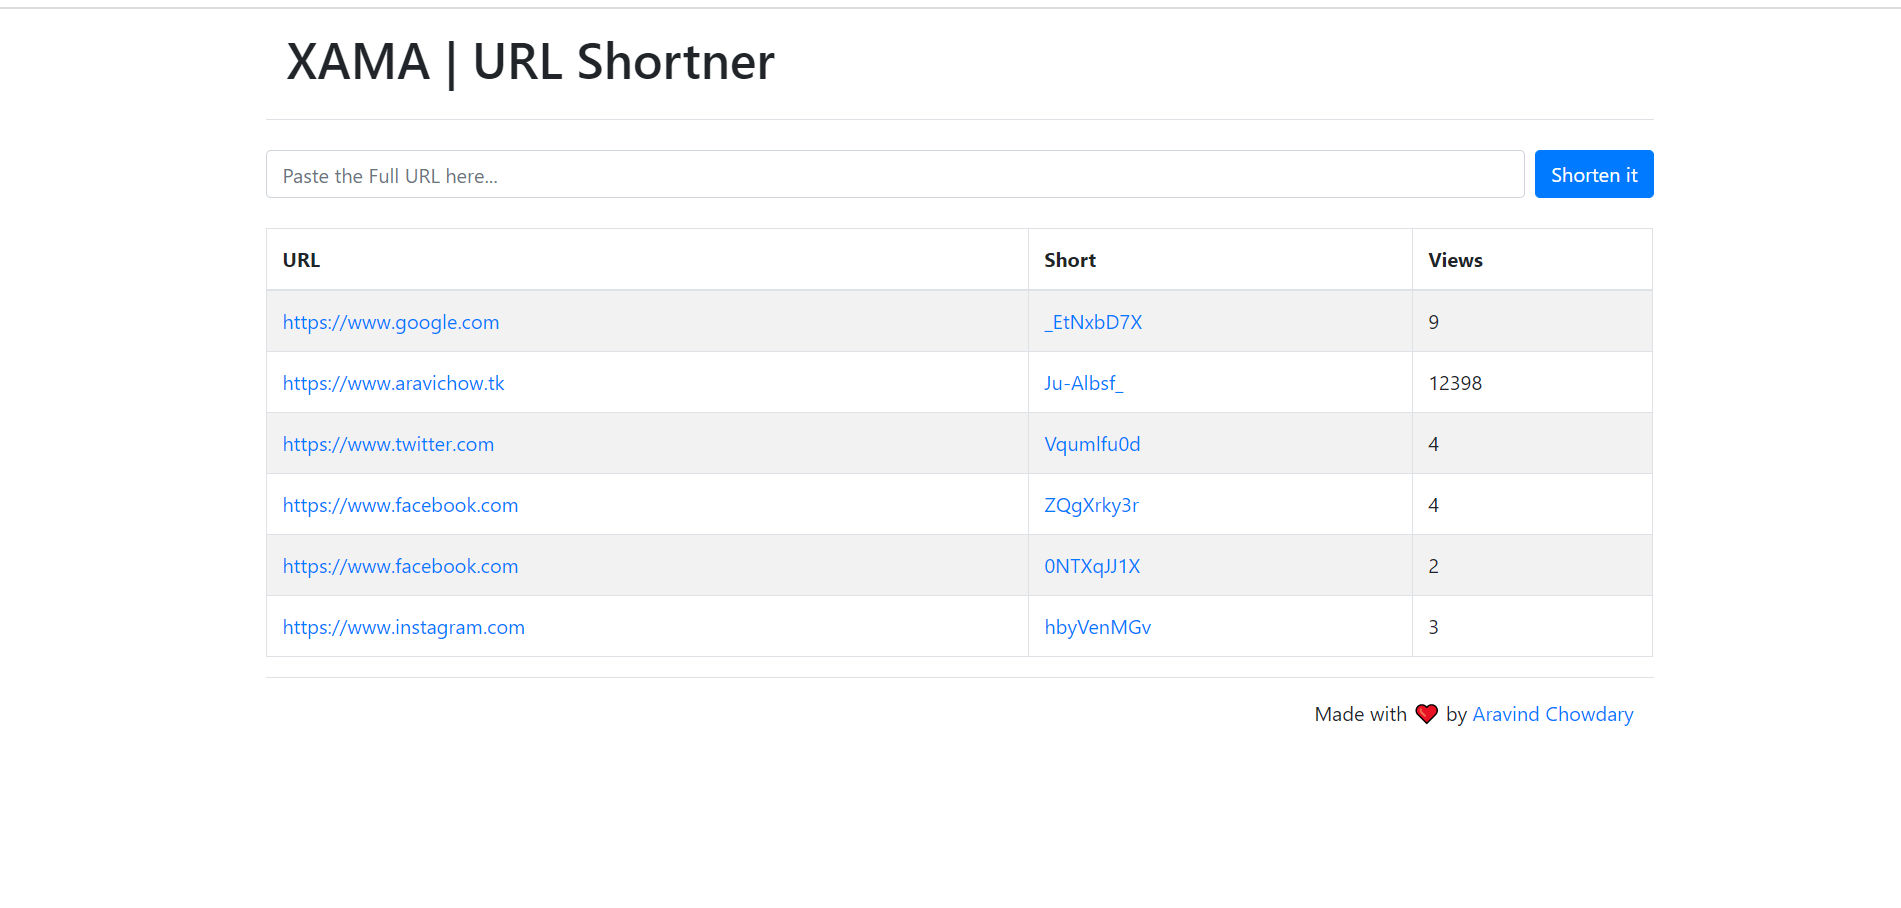 XAMA | URL Shortner
Paste the Full URL here...
Shorten it
URL Short Views
https://www.google.com _EtNxbD7X 9
https://www.aravichow.tk Ju-Albsf_ 12398
https://www.twitter.com Vqumlfu0d 4
https://www.facebook.com ZQgXrky3r 4
https://www.facebook.com 0NTXqJJ1X 2
https://www.instagram.com hbyVenMGv 3
Made with ❤️ by Aravind Chowdary